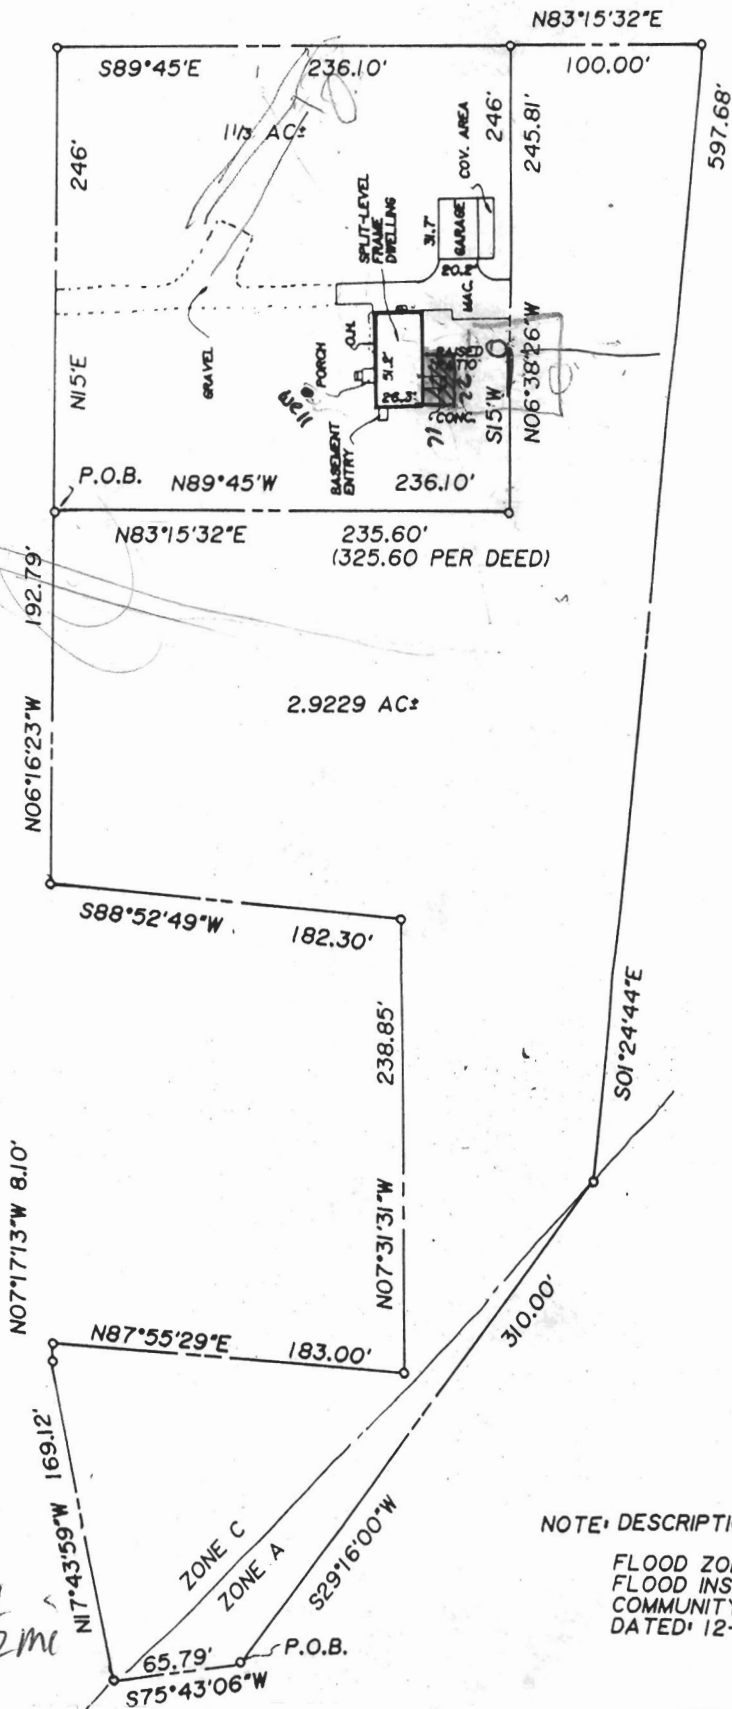 N83°15'32"E
S89°45'E
236.10'
100.00'
597.68'
1 1/3 AC±
246'
246'
245.81'
COV. AREA
GARAGE
31.7'
20.2'
MAC.
SPLIT-LEVEL
FRAME
DWELLING
O.H.
PORCH
51.2'
26.3'
GRAVEL
well
BASEMENT
ENTRY
CONC.
N15'E
S15'W
N06°38'26"W
P.O.B.
N89°45'W
236.10'
N83°15'32"E
235.60'
(325.60 PER DEED)
192.79'
N06°16'23"W
2.9229 AC±
S88°52'49"W
182.30'
238.85'
N07°31'31"W
S01°24'44"E
N07°17'13"W 8.10'
N87°55'29"E
183.00'
310.00'
169.12'
N17°43'59"W
ZONE C
ZONE A
S29°16'00"W
65.79'
S75°43'06"W
P.O.B.
NOTE: DESCRIPTI
FLOOD ZO
FLOOD INS
COMMUNITY
DATED: 12-